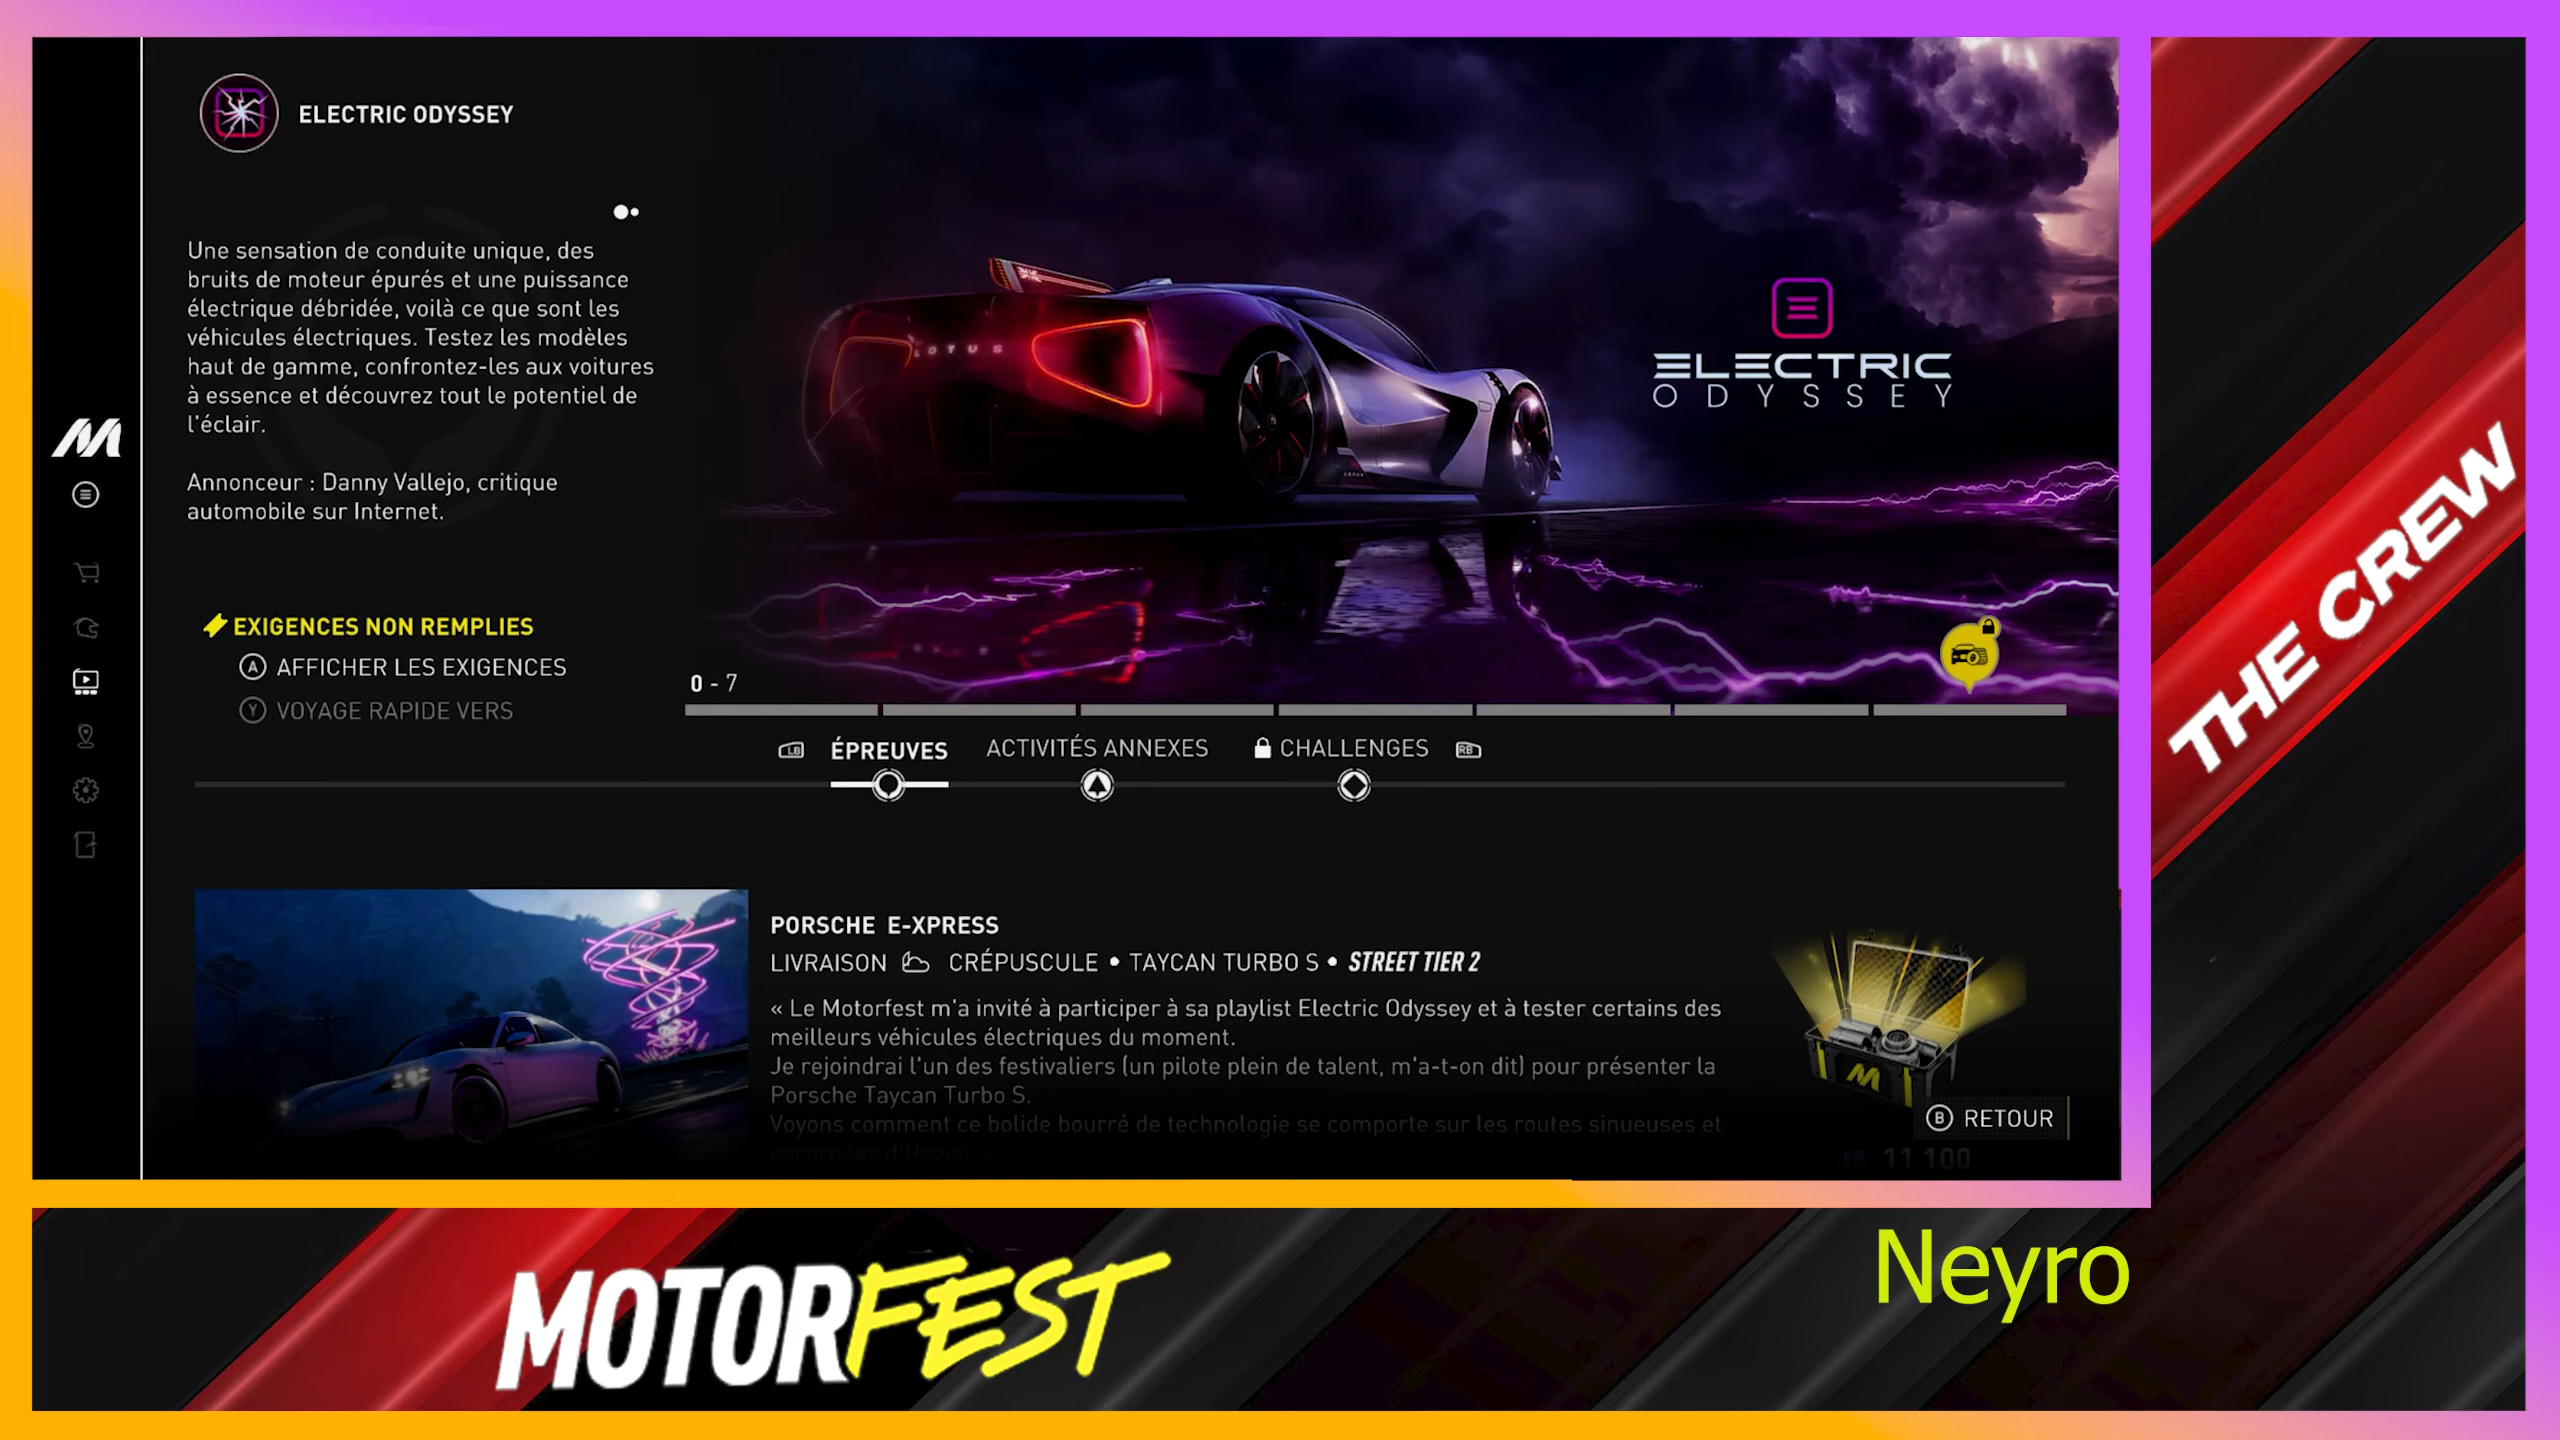 ELECTRIC ODYSSEY
Une sensation de conduite unique, des
bruits de moteur épurés et une puissance
électrique débridée, voilà ce que sont les
véhicules électriques. Testez les modèles
haut de gamme, confrontez-les aux voitures
à essence et découvrez tout le potentiel de
l'éclair.
Annonceur : Danny Vallejo, critique
automobile sur Internet.
EXIGENCES NON REMPLIES
A AFFICHER LES EXIGENCES
Y VOYAGE RAPIDE VERS
LOTUS
ELECTRIC
ODYSSEY
0 - 7
LB ÉPREUVES ACTIVITÉS ANNEXES CHALLENGES RB
PORSCHE E-XPRESS
LIVRAISON CRÉPUSCULE • TAYCAN TURBO S • STREET TIER 2
« Le Motorfest m'a invité à participer à sa playlist Electric Odyssey et à tester certains des
meilleurs véhicules électriques du moment.
Je rejoindrai l'un des festivaliers (un pilote plein de talent, m'a-t-on dit) pour présenter la
Porsche Taycan Turbo S.
Voyons comment ce bolide bourré de technologie se comporte sur les routes sinueuses et
escarpées d'Hawaï. »
B RETOUR
11 100
THE CREW
MOTORFEST
Neyro